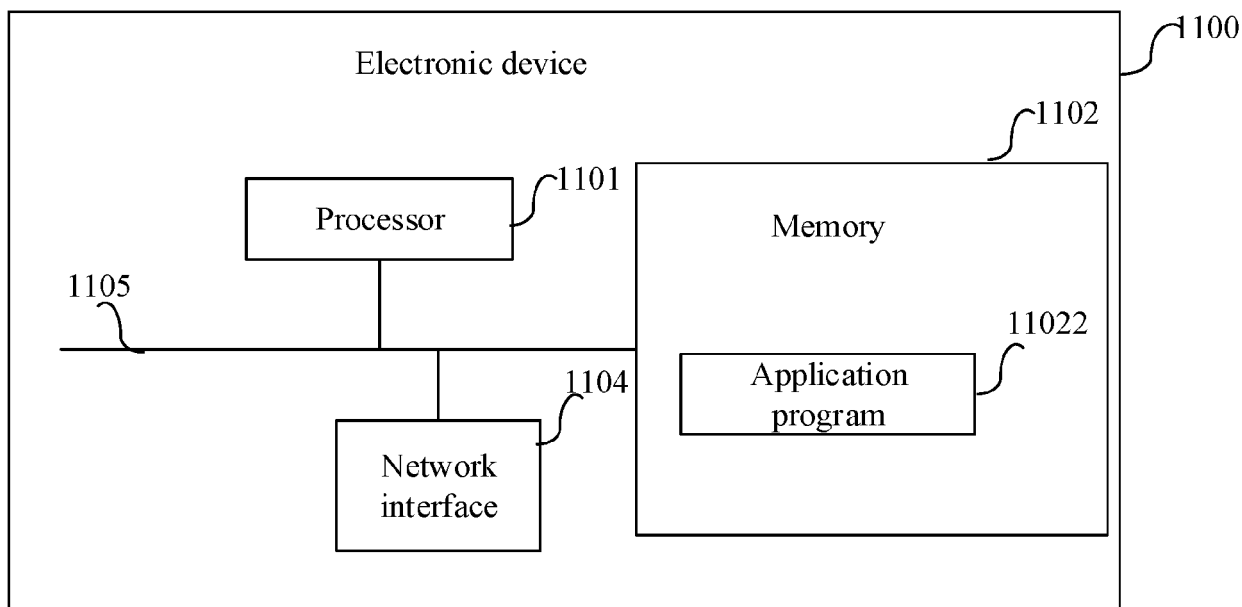 1100
Electronic device
1102
1101
Processor
Memory
1105
11022
Application
program
1104
Network
interface